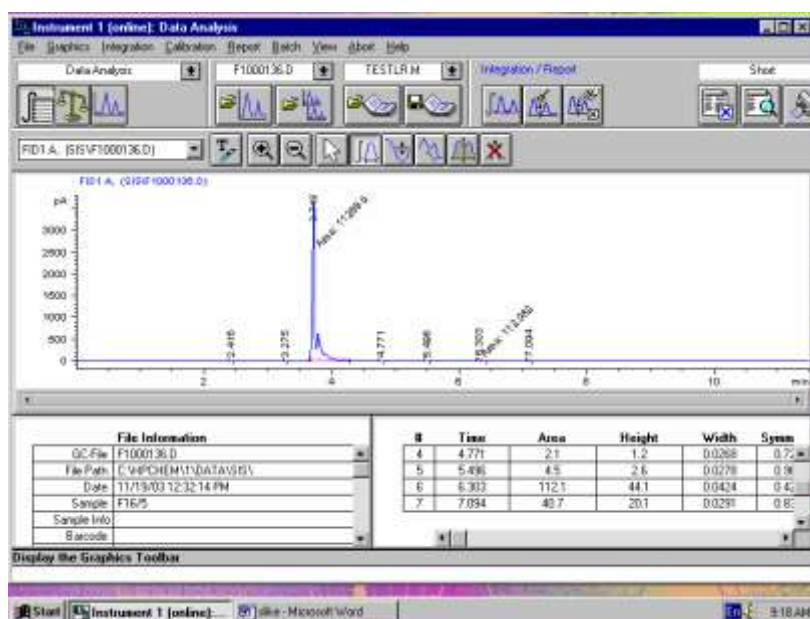 Instrument 1 (online): Data Analysis
File Graphics Integration Calibration Report Batch View Abort Help
Data Analysis F1000136.D TESTLR.M Integration / Report Short
FID1 A, (SIS\F1000136.D)
FID1 A, (SIS\F1000136.D)
pA
3000
2500
2000
1500
1000
500
0
2.416
3.275
4.771
5.496
6.303
7.094
2 4 6 8 10 min
File Information
GC-File F1000136.D
File Path C:\HPCHEM\1\DATA\SIS\
Date 11/19/03 12:32:14 PM
Sample F16/5
Sample Info
Barcode
# Time Area Height Width Symm
4 4.771 2.1 1.2 0.0268
5 5.496 4.5 2.6 0.0278
6 6.303 112.1 44.1 0.0424
7 7.094 40.7 20.1 0.0291
Display the Graphics Toolbar
Start Instrument 1 (online):... slike - Microsoft Word En 9:18 AM